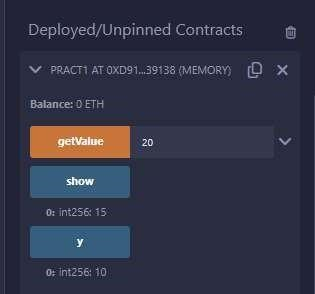 Deployed/Unpinned Contracts
PRACT1 AT 0XD91...39138 (MEMORY)
Balance: 0 ETH
getValue 20
show
0: int256: 15
y
0: int256: 10